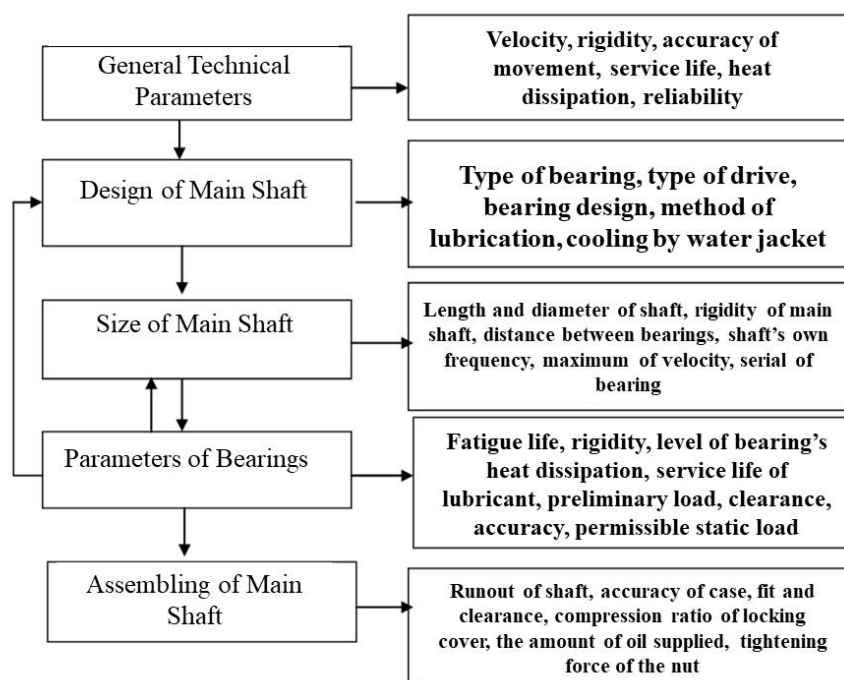 General Technical
Parameters
Velocity, rigidity, accuracy of
movement, service life, heat
dissipation, reliability
Design of Main Shaft
Type of bearing, type of drive,
bearing design, method of
lubrication, cooling by water jacket
Size of Main Shaft
Length and diameter of shaft, rigidity of main
shaft, distance between bearings, shaft's own
frequency, maximum of velocity, serial of
bearing
Parameters of Bearings
Fatigue life, rigidity, level of bearing's
heat dissipation, service life of
lubricant, preliminary load, clearance,
accuracy, permissible static load
Assembling of Main
Shaft
Runout of shaft, accuracy of case, fit and
clearance, compression ratio of locking
cover, the amount of oil supplied, tightening
force of the nut